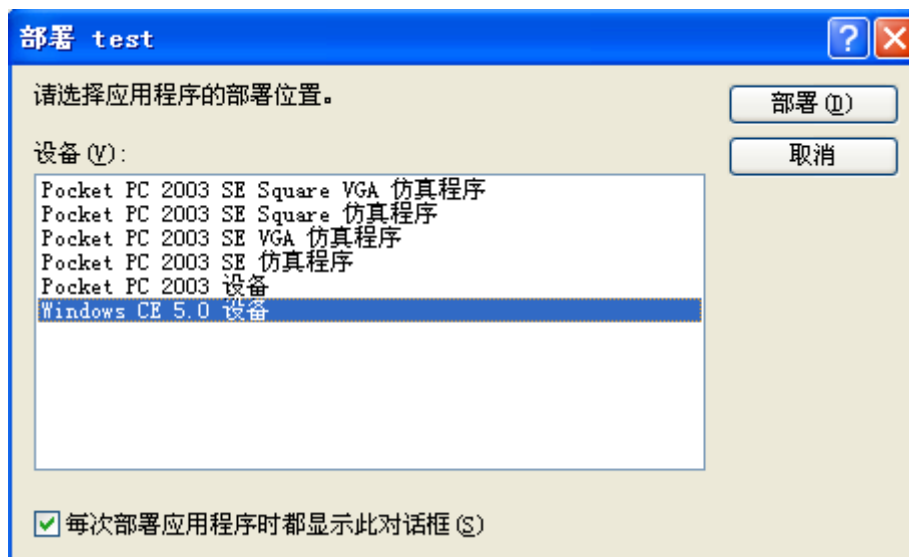 部署 test
请选择应用程序的部署位置。
部署(D)
设备(V):
取消
Pocket PC 2003 SE Square VGA 仿真程序
Pocket PC 2003 SE Square 仿真程序
Pocket PC 2003 SE VGA 仿真程序
Pocket PC 2003 SE 仿真程序
Pocket PC 2003 设备
Windows CE 5.0 设备
每次部署应用程序时都显示此对话框(S)